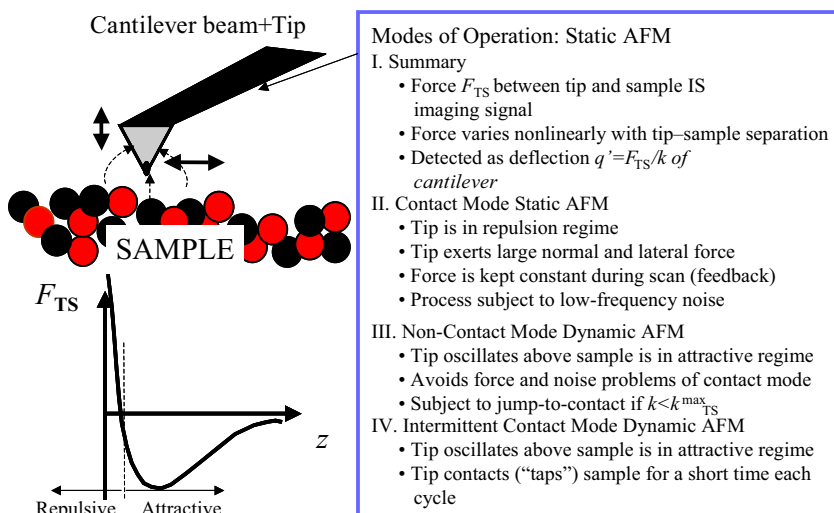 Cantilever beam+Tip
SAMPLE
F_TS
z
Repulsive
Attractive
Modes of Operation: Static AFM
I. Summary
• Force F_TS between tip and sample IS
imaging signal
• Force varies nonlinearly with tip–sample separation
• Detected as deflection q’=F_TS/k of
cantilever
II. Contact Mode Static AFM
• Tip is in repulsion regime
• Tip exerts large normal and lateral force
• Force is kept constant during scan (feedback)
• Process subject to low-frequency noise
III. Non-Contact Mode Dynamic AFM
• Tip oscillates above sample is in attractive regime
• Avoids force and noise problems of contact mode
• Subject to jump-to-contact if k<k^max_TS
IV. Intermittent Contact Mode Dynamic AFM
• Tip oscillates above sample is in attractive regime
• Tip contacts (“taps”) sample for a short time each
cycle